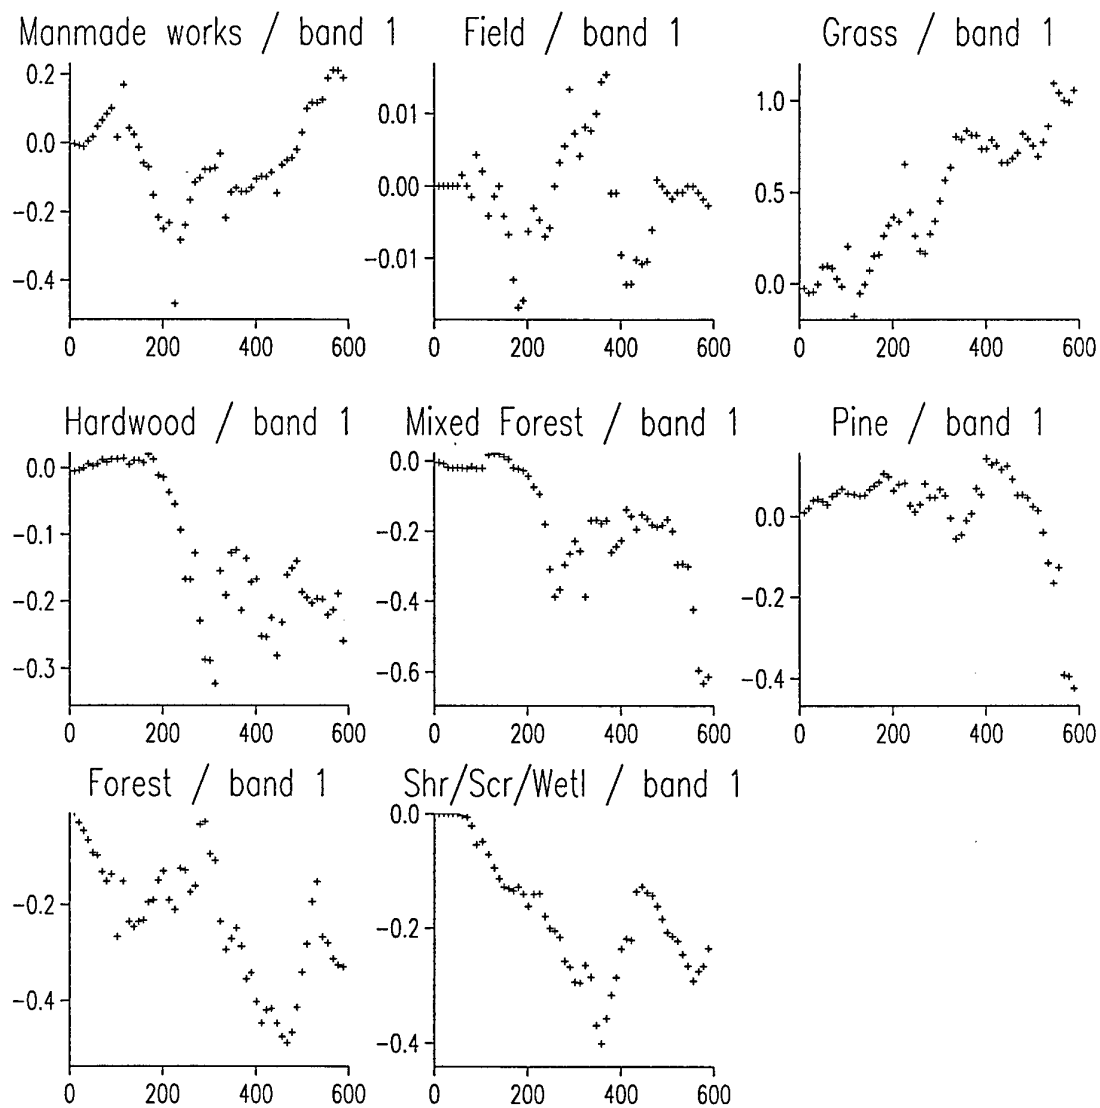 Manmade works / band 1 Field / band 1 Grass / band 1
0.2 0.01 1.0
0.0 0.00 0.5
−0.2 −0.01 0.0
−0.4
0 200 400 600 0 200 400 600 0 200 400 600
Hardwood / band 1 Mixed Forest / band 1 Pine / band 1
0.0 0.0 0.0
−0.1 −0.2 −0.2
−0.2 −0.4 −0.4
−0.3 −0.6
0 200 400 600 0 200 400 600 0 200 400 600
Forest / band 1 Shr/Scr/Wetl / band 1
−0.2 0.0
−0.4 −0.2
−0.4
0 200 400 600 0 200 400 600